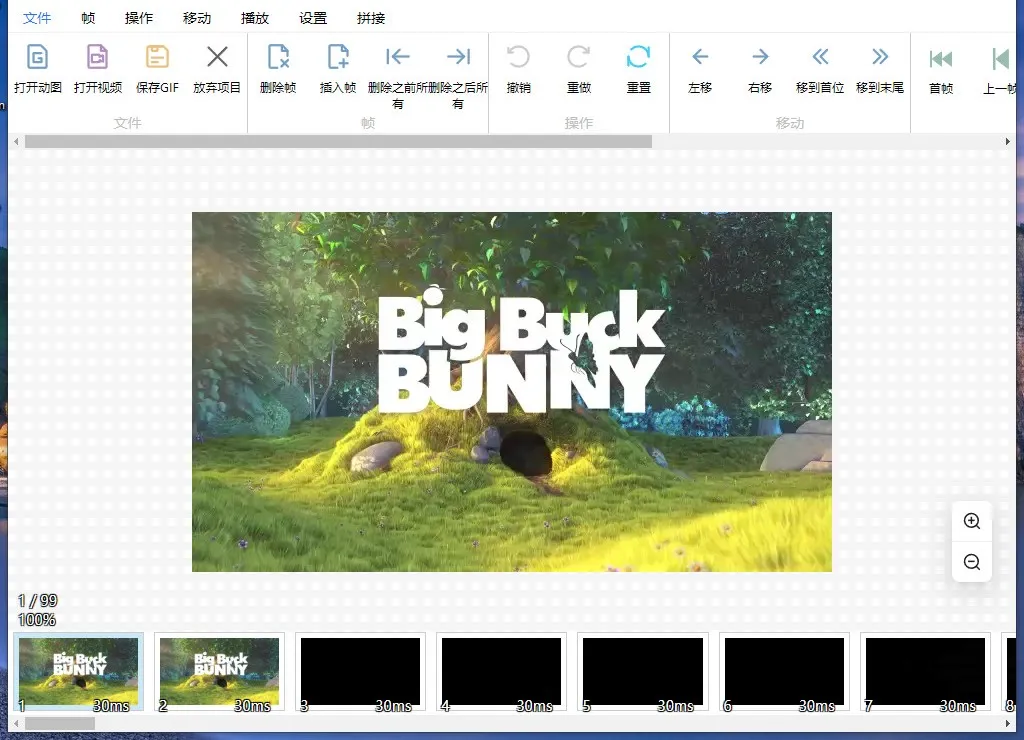 文件 帧 操作 移动 播放 设置 拼接
打开动图 打开视频 保存GIF 放弃项目 删除帧 插入帧 删除之前所有 删除之后所有 撤销 重做 重置 左移 右移 移到首位 移到末尾 首帧 上一帧
文件 帧 操作 移动
Big Buck
BUNNY
1 / 99
100%
Big Buck
BUNNY
Big Buck
BUNNY
1 30ms 2 30ms 3 30ms 4 30ms 5 30ms 6 30ms 7 30ms 8